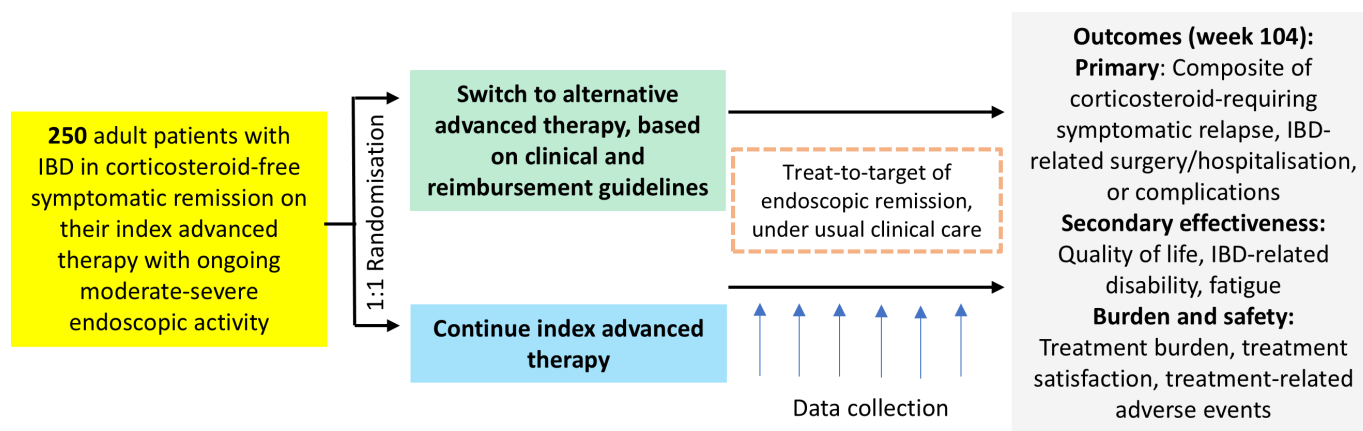 250 adult patients with
IBD in corticosteroid-free
symptomatic remission on
their index advanced
therapy with ongoing
moderate-severe
endoscopic activity
1:1 Randomisation
Switch to alternative
advanced therapy, based
on clinical and
reimbursement guidelines
Continue index advanced
therapy
Treat-to-target of
endoscopic remission,
under usual clinical care
Data collection
Outcomes (week 104):
Primary: Composite of
corticosteroid-requiring
symptomatic relapse, IBD-
related surgery/hospitalisation,
or complications
Secondary effectiveness:
Quality of life, IBD-related
disability, fatigue
Burden and safety:
Treatment burden, treatment
satisfaction, treatment-related
adverse events